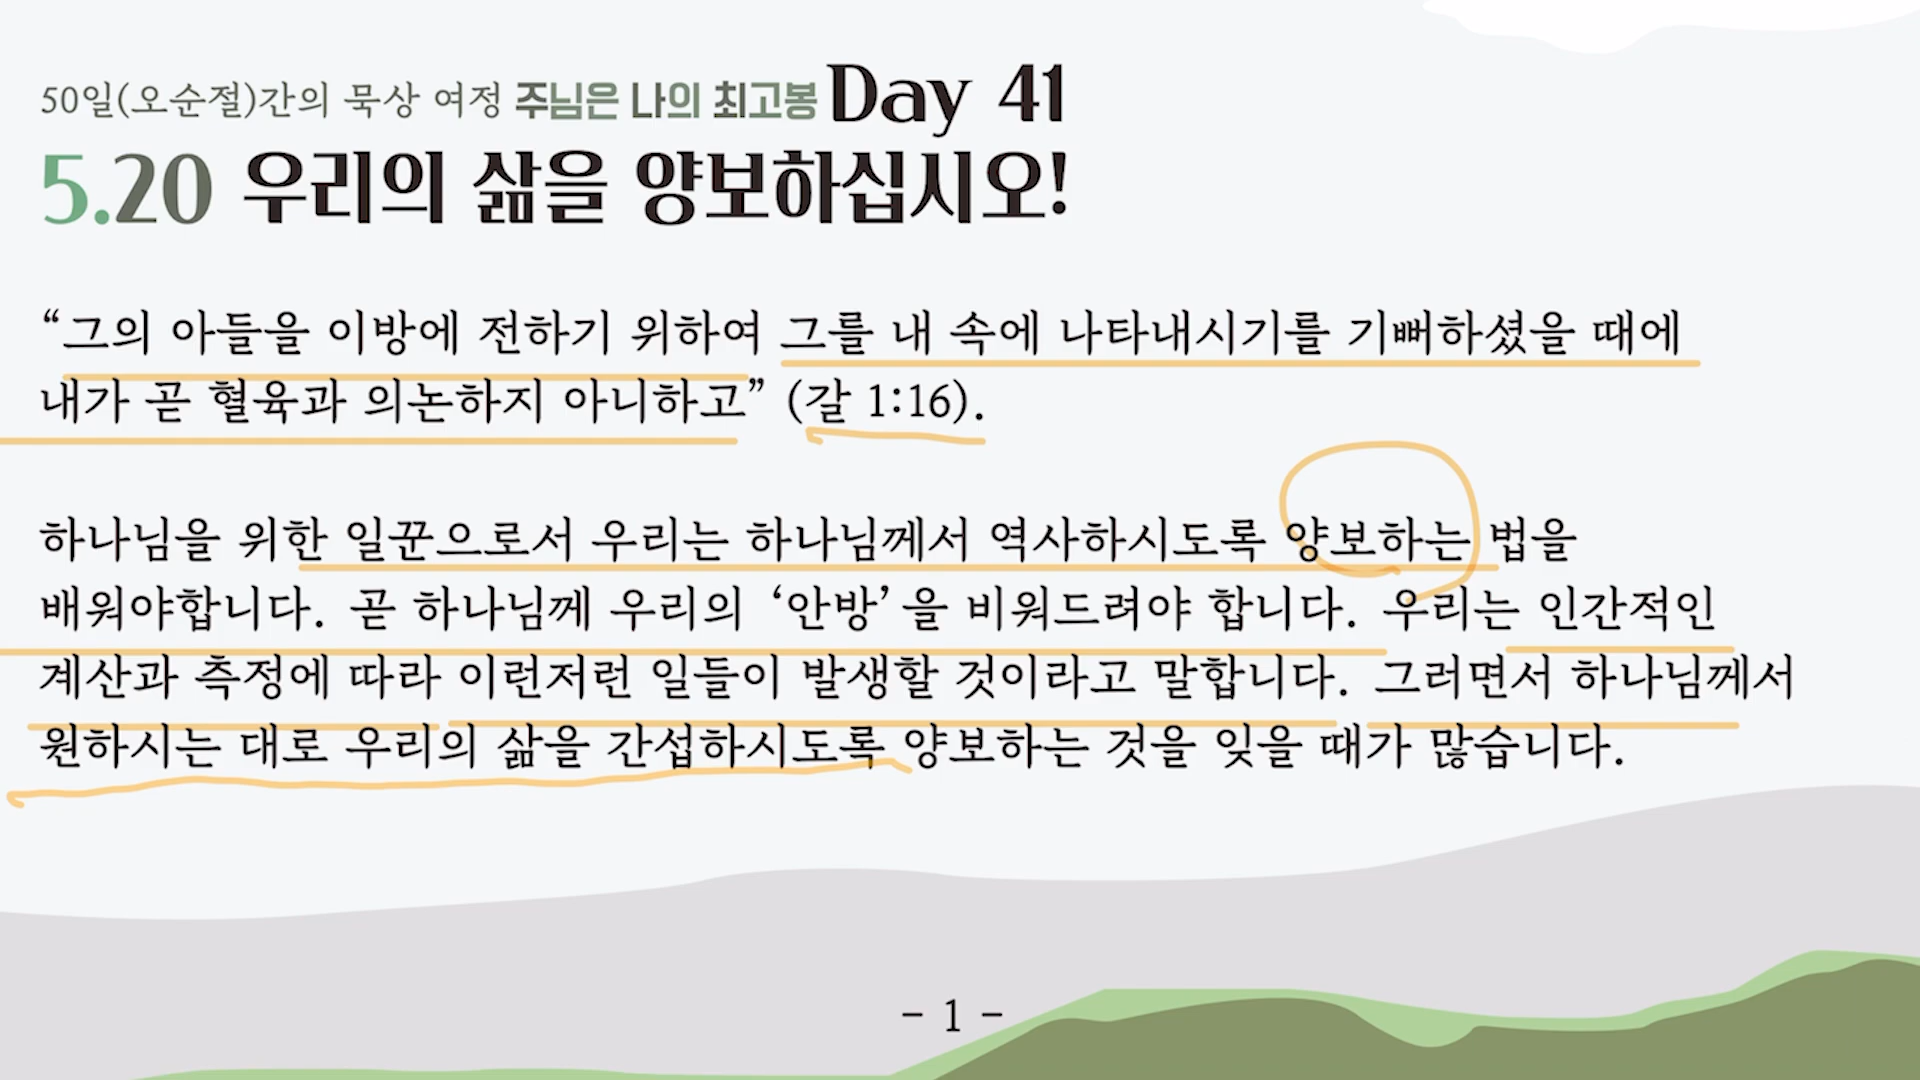 50일(오순절)간의 묵상 여정 주님은 나의 최고봉 Day 41
5.20 우리의 삶을 양보하십시오!
“그의 아들을 이방에 전하기 위하여 그를 내 속에 나타내시기를 기뻐하셨을 때에
내가 곧 혈육과 의논하지 아니하고” (갈 1:16).
하나님을 위한 일꾼으로서 우리는 하나님께서 역사하시도록 양보하는 법을
배워야합니다. 곧 하나님께 우리의 ‘안방’을 비워드려야 합니다. 우리는 인간적인
계산과 측정에 따라 이런저런 일들이 발생할 것이라고 말합니다. 그러면서 하나님께서
원하시는 대로 우리의 삶을 간섭하시도록 양보하는 것을 잊을 때가 많습니다.
- 1 -